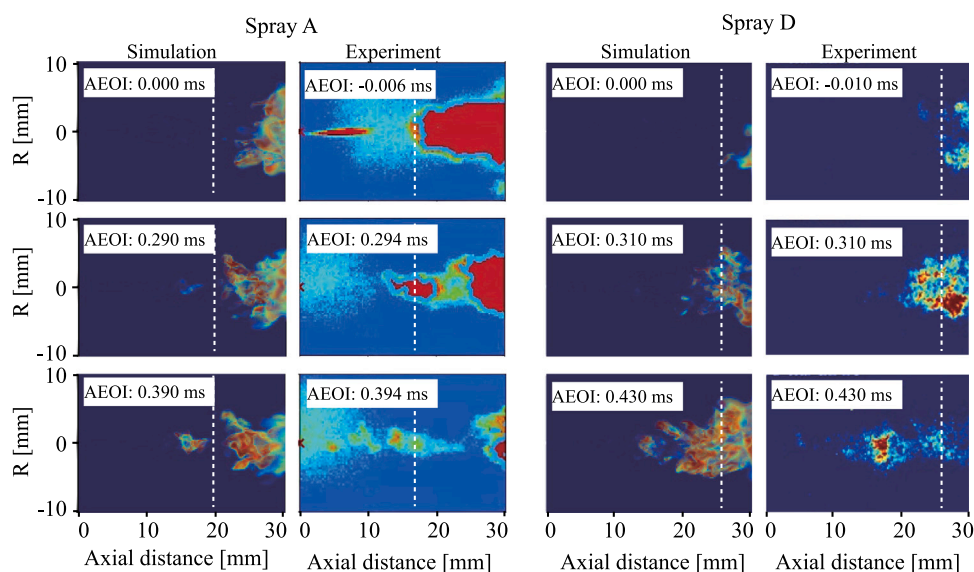 Spray A Spray D
Simulation Experiment Simulation Experiment
10 AEOI: 0.000 ms AEOI: -0.006 ms AEOI: 0.000 ms AEOI: -0.010 ms
R [mm] 0
-10
10 AEOI: 0.290 ms AEOI: 0.294 ms AEOI: 0.310 ms AEOI: 0.310 ms
R [mm] 0
-10
10 AEOI: 0.390 ms AEOI: 0.394 ms AEOI: 0.430 ms AEOI: 0.430 ms
R [mm] 0
-10
0 10 20 30 0 10 20 30 0 10 20 30 0 10 20 30
Axial distance [mm] Axial distance [mm] Axial distance [mm] Axial distance [mm]